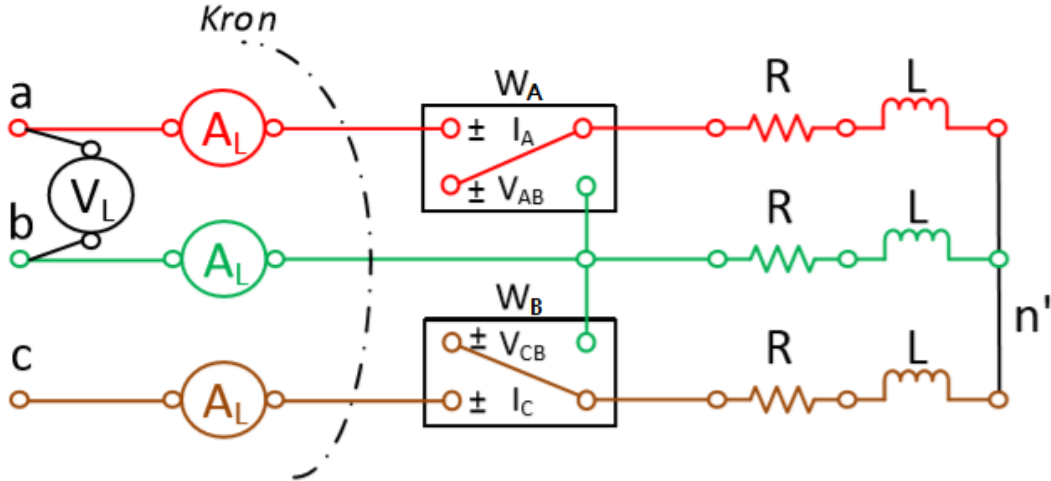 Kron
a
A_L
W_A
± I_A
± V_AB
R
L
V_L
b
A_L
R
L
W_B
± V_CB
± I_C
n'
c
A_L
R
L